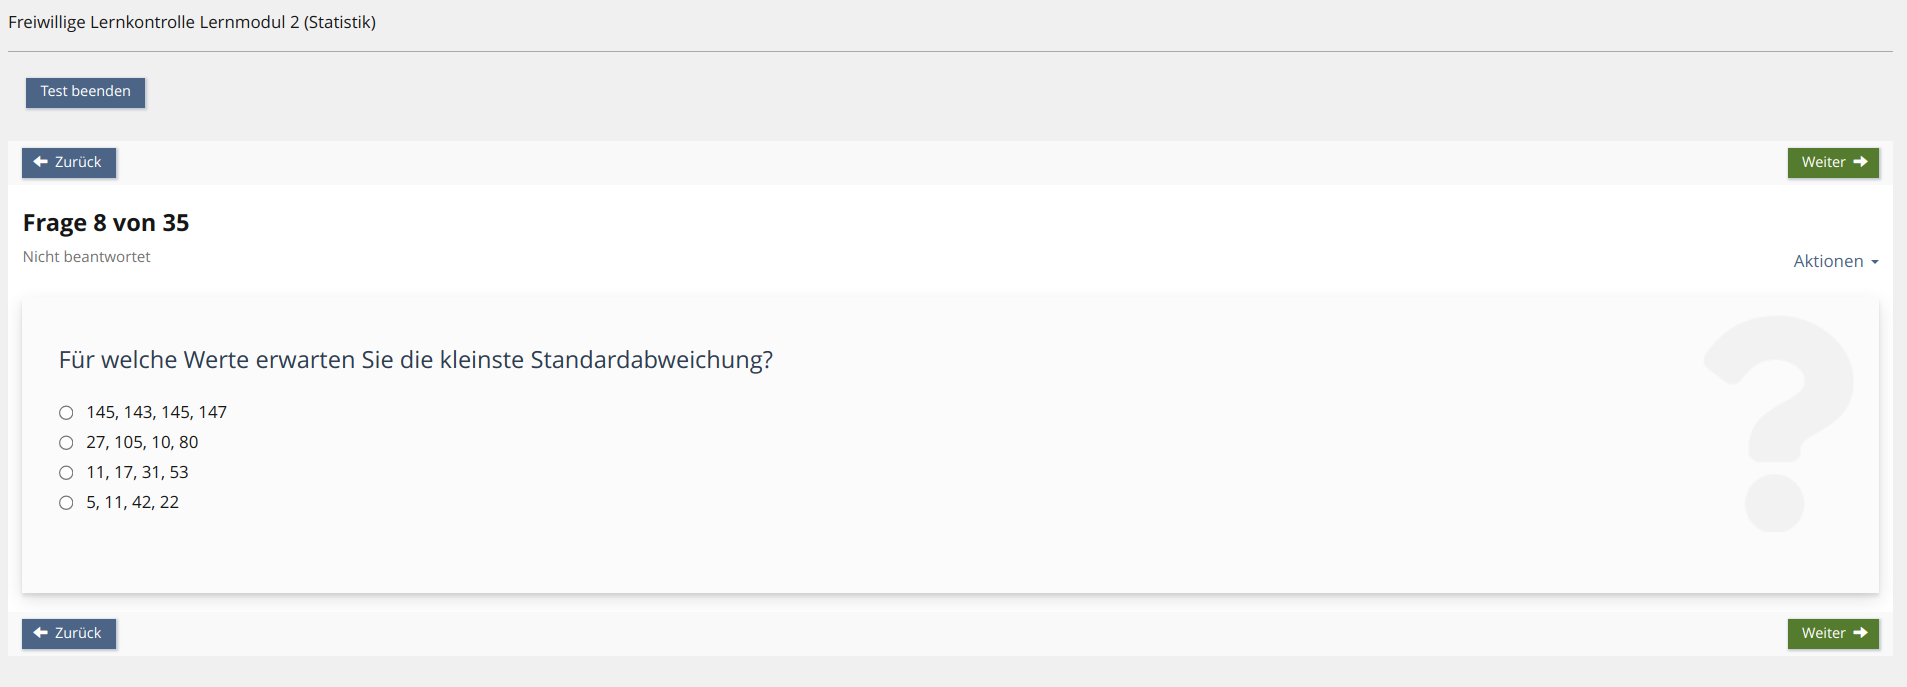 Freiwillige Lernkontrolle Lernmodul 2 (Statistik)
Test beenden
Zurück
Weiter
Frage 8 von 35
Nicht beantwortet
Aktionen
Für welche Werte erwarten Sie die kleinste Standardabweichung?
145, 143, 145, 147
27, 105, 10, 80
11, 17, 31, 53
5, 11, 42, 22
Zurück
Weiter